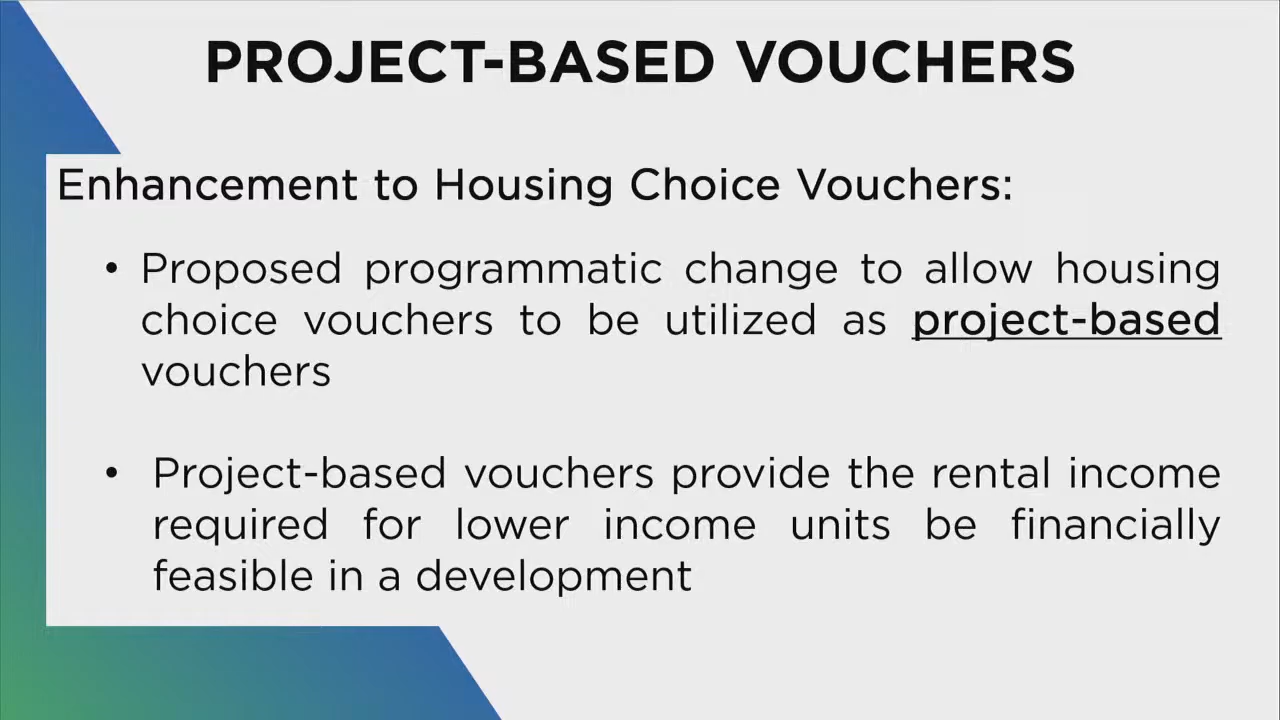 PROJECT-BASED VOUCHERS
Enhancement to Housing Choice Vouchers:
• Proposed programmatic change to allow housing
choice vouchers to be utilized as project-based
vouchers
• Project-based vouchers provide the rental income
required for lower income units be financially
feasible in a development